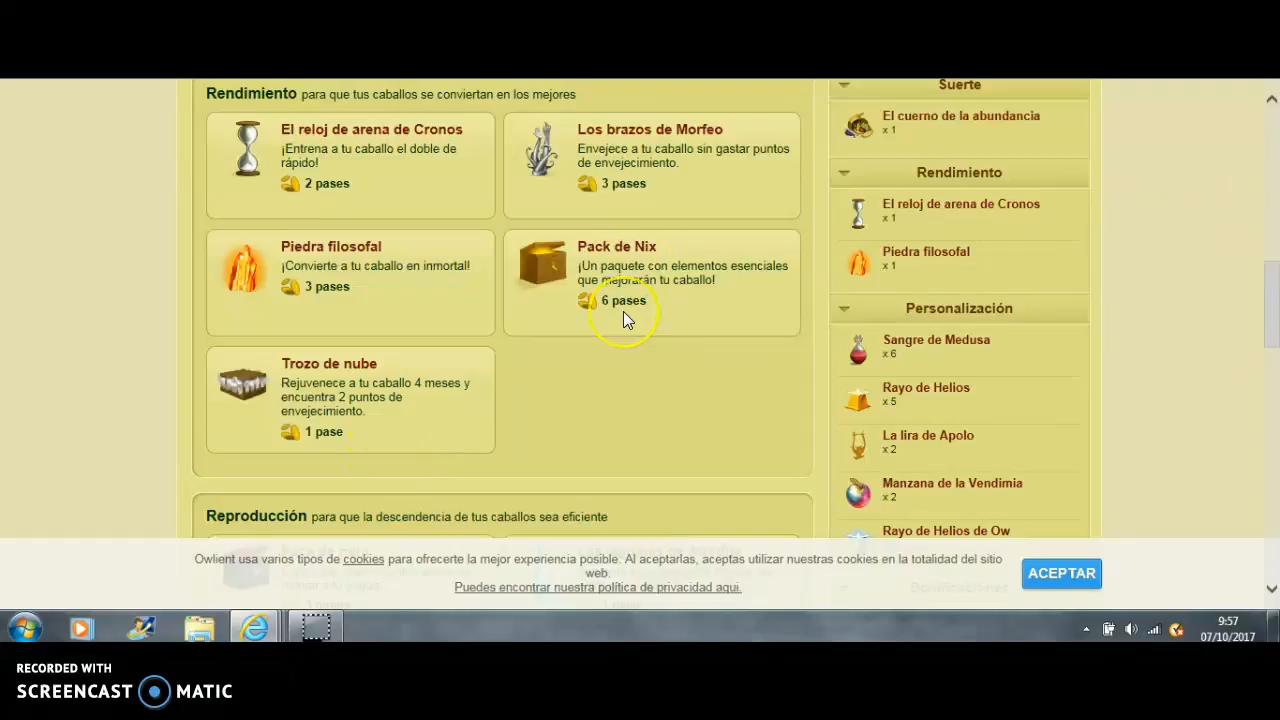 Rendimiento para que tus caballos se conviertan en los mejores
El reloj de arena de Cronos
¡Entrena a tu caballo el doble de
rápido!
2 pases
Los brazos de Morfeo
Envejece a tu caballo sin gastar puntos
de envejecimiento.
3 pases
Piedra filosofal
¡Convierte a tu caballo en inmortal!
3 pases
Pack de Nix
¡Un paquete con elementos esenciales
que mejorarán tu caballo!
6 pases
Trozo de nube
Rejuvenece a tu caballo 4 meses y
encuentra 2 puntos de
envejecimiento.
1 pase
Reproducción para que la descendencia de tus caballos sea eficiente
Suerte
El cuerno de la abundancia
x 1
Rendimiento
El reloj de arena de Cronos
x 1
Piedra filosofal
x 1
Personalización
Sangre de Medusa
x 6
Rayo de Helios
x 5
La lira de Apolo
x 2
Manzana de la Vendimia
x 2
Rayo de Helios de Ow
Owlient usa varios tipos de cookies para ofrecerte la mejor experiencia posible. Al aceptarlas, aceptas utilizar nuestras cookies en la totalidad del sitio
web.
Puedes encontrar nuestra política de privacidad aqui.
ACEPTAR
9:57
07/10/2017
RECORDED WITH
SCREENCAST MATIC